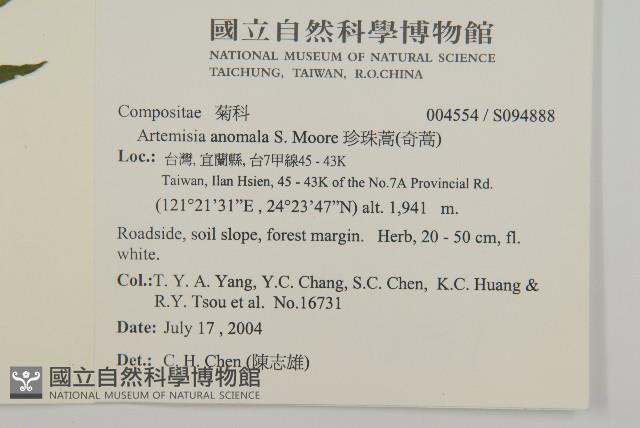 國立自然科學博物館
NATIONAL MUSEUM OF NATURAL SCIENCE
TAICHUNG, TAIWAN, R.O.CHINA
Compositae 菊科 004554 / S094888
Artemisia anomala S. Moore 珍珠蒿(奇蒿)
Loc.: 台灣, 宜蘭縣, 台7甲線45 - 43K
Taiwan, Ilan Hsien, 45 - 43K of the No.7A Provincial Rd.
(121°21’31”E , 24°23’47”N) alt. 1,941 m.
Roadside, soil slope, forest margin. Herb, 20 - 50 cm, fl.
white.
Col.:T. Y. A. Yang, Y.C. Chang, S.C. Chen, K.C. Huang &
R.Y. Tsou et al. No.16731
Date: July 17 , 2004
Det.: C. H. Chen (陳志雄)
國立自然科學博物館
NATIONAL MUSEUM OF NATURAL SCIENCE